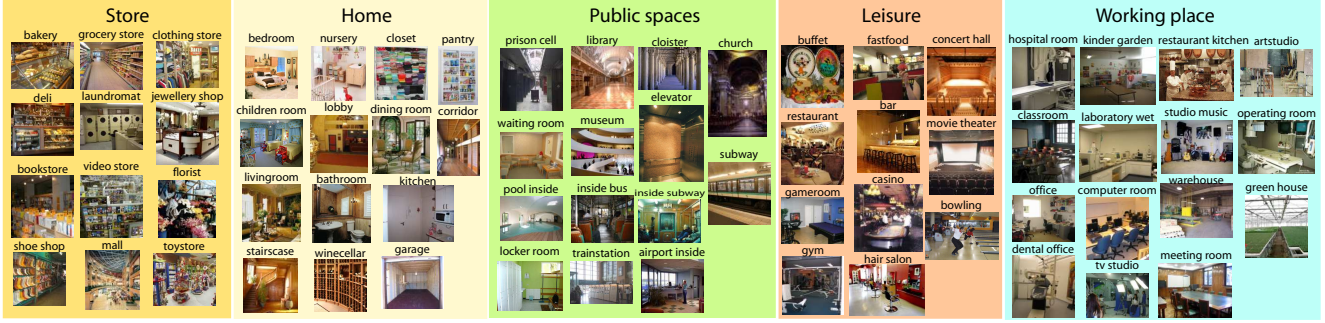 Store
bakery
grocery store
clothing store
deli
laundromat
jewellery shop
bookstore
video store
florist
shoe shop
mall
toystore
Home
bedroom
nursery
closet
pantry
children room
lobby
dining room
corridor
livingroom
bathroom
kitchen
stairscase
winecellar
garage
Public spaces
prison cell
library
cloister
church
waiting room
museum
elevator
subway
pool inside
inside bus
inside subway
locker room
trainstation
airport inside
Leisure
buffet
fastfood
concert hall
restaurant
bar
movie theater
gameroom
casino
bowling
gym
hair salon
Working place
hospital room
kinder garden
restaurant kitchen
artstudio
classroom
laboratory wet
studio music
operating room
office
computer room
warehouse
green house
dental office
tv studio
meeting room